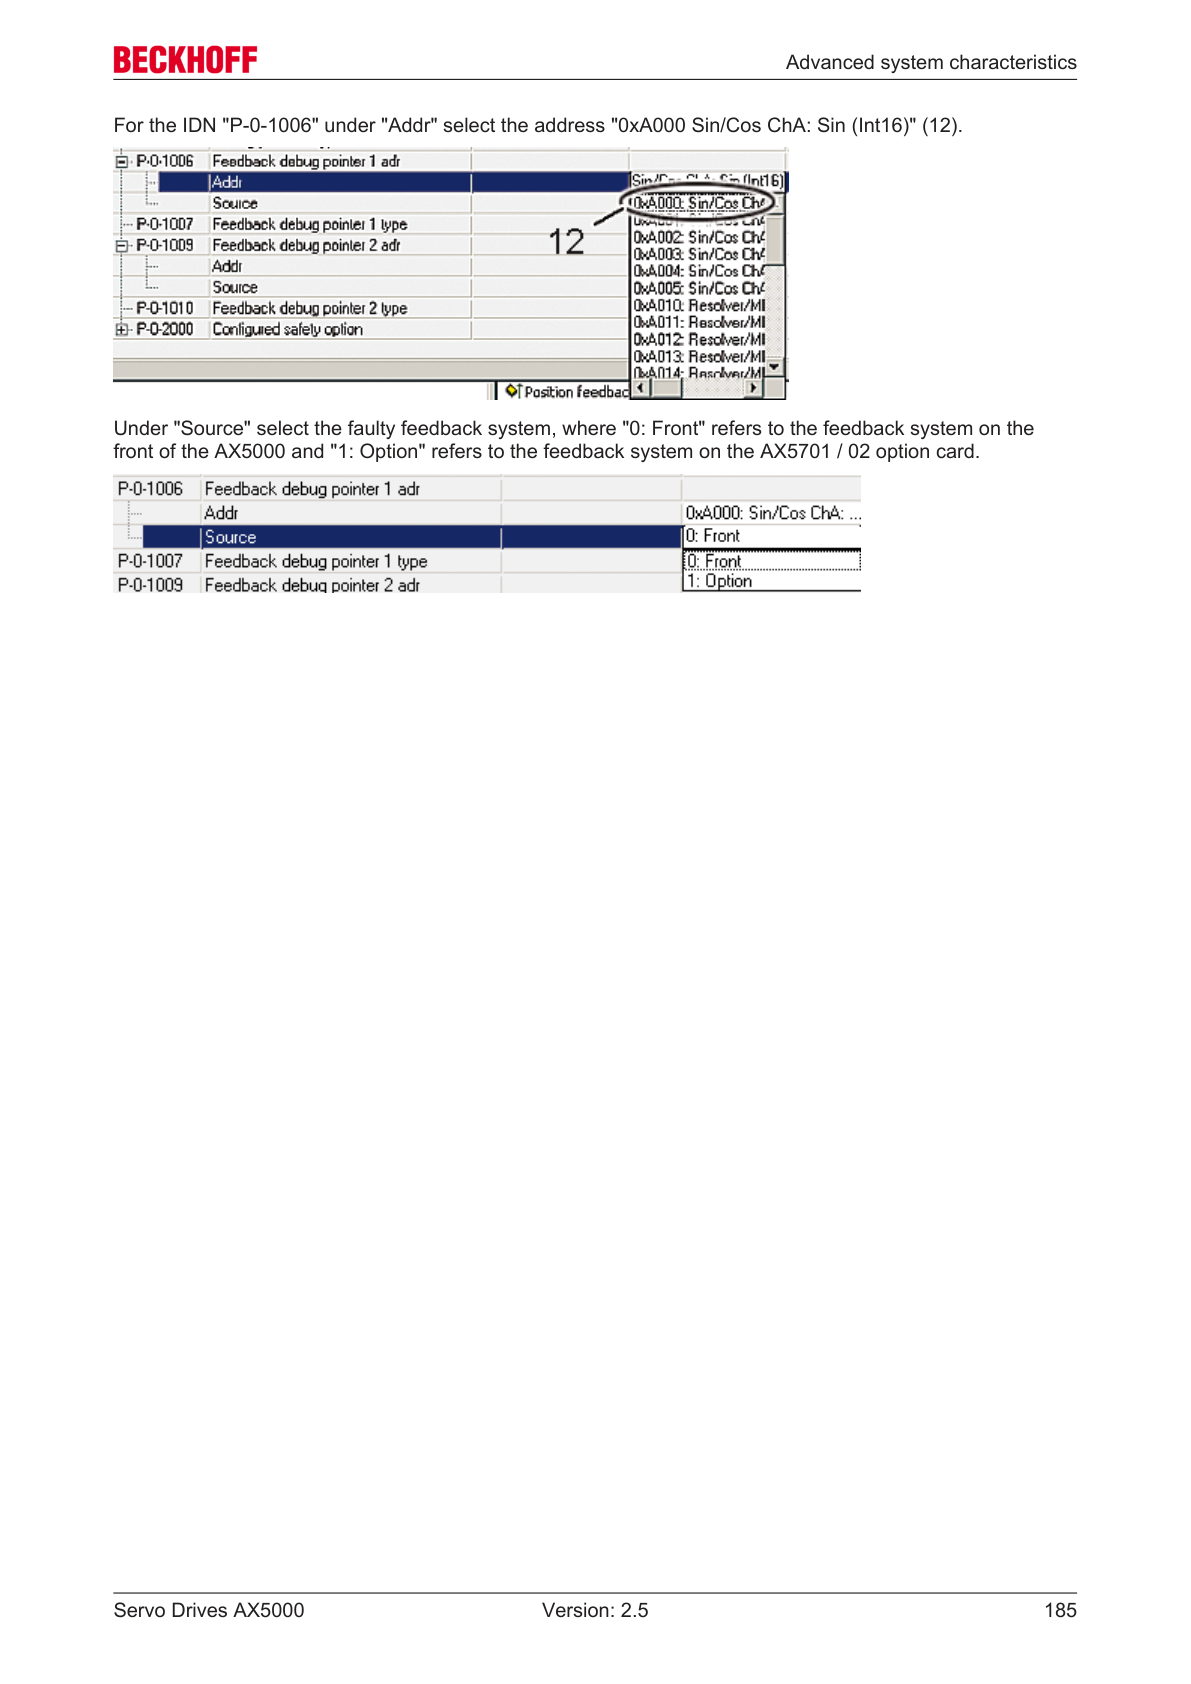 BECKHOFF
Advanced system characteristics
For the IDN "P-0-1006" under "Addr" select the address "0xA000 Sin/Cos ChA: Sin (Int16)" (12).
P-0-1006 Feedback debug pointer 1 adr
Addr (Int16)
Source 0xA000: Sin/Cos ChA
P-0-1007 Feedback debug pointer 1 type
12
0xA002: Sin/Cos ChA
P-0-1009 Feedback debug pointer 2 adr
0xA003: Sin/Cos ChA
Addr 0xA004: Sin/Cos ChA
Source 0xA005: Sin/Cos ChA
P-0-1010 Feedback debug pointer 2 type 0xA010: Resolver/MI
0xA011: Resolver/MI
P-0-2000 Configured safety option 0xA012: Resolver/MI
0xA013: Resolver/MI
0xA014: Resolver/MI
Position feedbac
Under "Source" select the faulty feedback system, where "0: Front" refers to the feedback system on the
front of the AX5000 and "1: Option" refers to the feedback system on the AX5701 / 02 option card.
P-0-1006 Feedback debug pointer 1 adr
Addr 0xA000: Sin/Cos ChA: ...
Source 0: Front
P-0-1007 Feedback debug pointer 1 type 0: Front
P-0-1009 Feedback debug pointer 2 adr 1: Option
Servo Drives AX5000 Version: 2.5 185